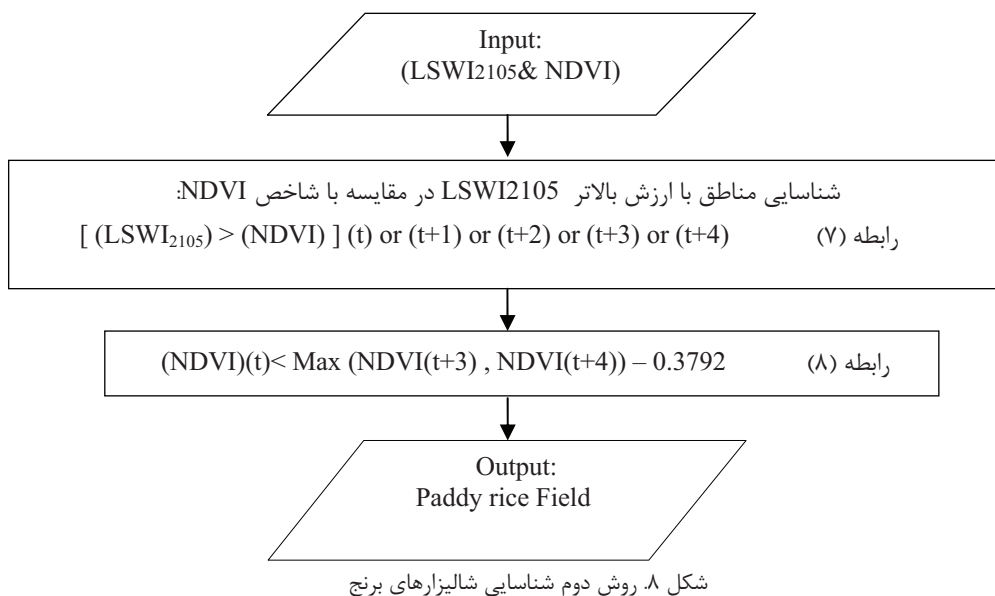 Input:
(LSWI2105& NDVI)
شناسایی مناطق با ارزش بالاتر LSWI2105 در مقایسه با شاخص NDVI:
رابطه (۷) [ (LSWI2105) > (NDVI) ] (t) or (t+1) or (t+2) or (t+3) or (t+4)
رابطه (۸) (NDVI)(t)< Max (NDVI(t+3) , NDVI(t+4)) – 0.3792
Output:
Paddy rice Field
شکل ۸. روش دوم شناسایی شالیزارهای برنج